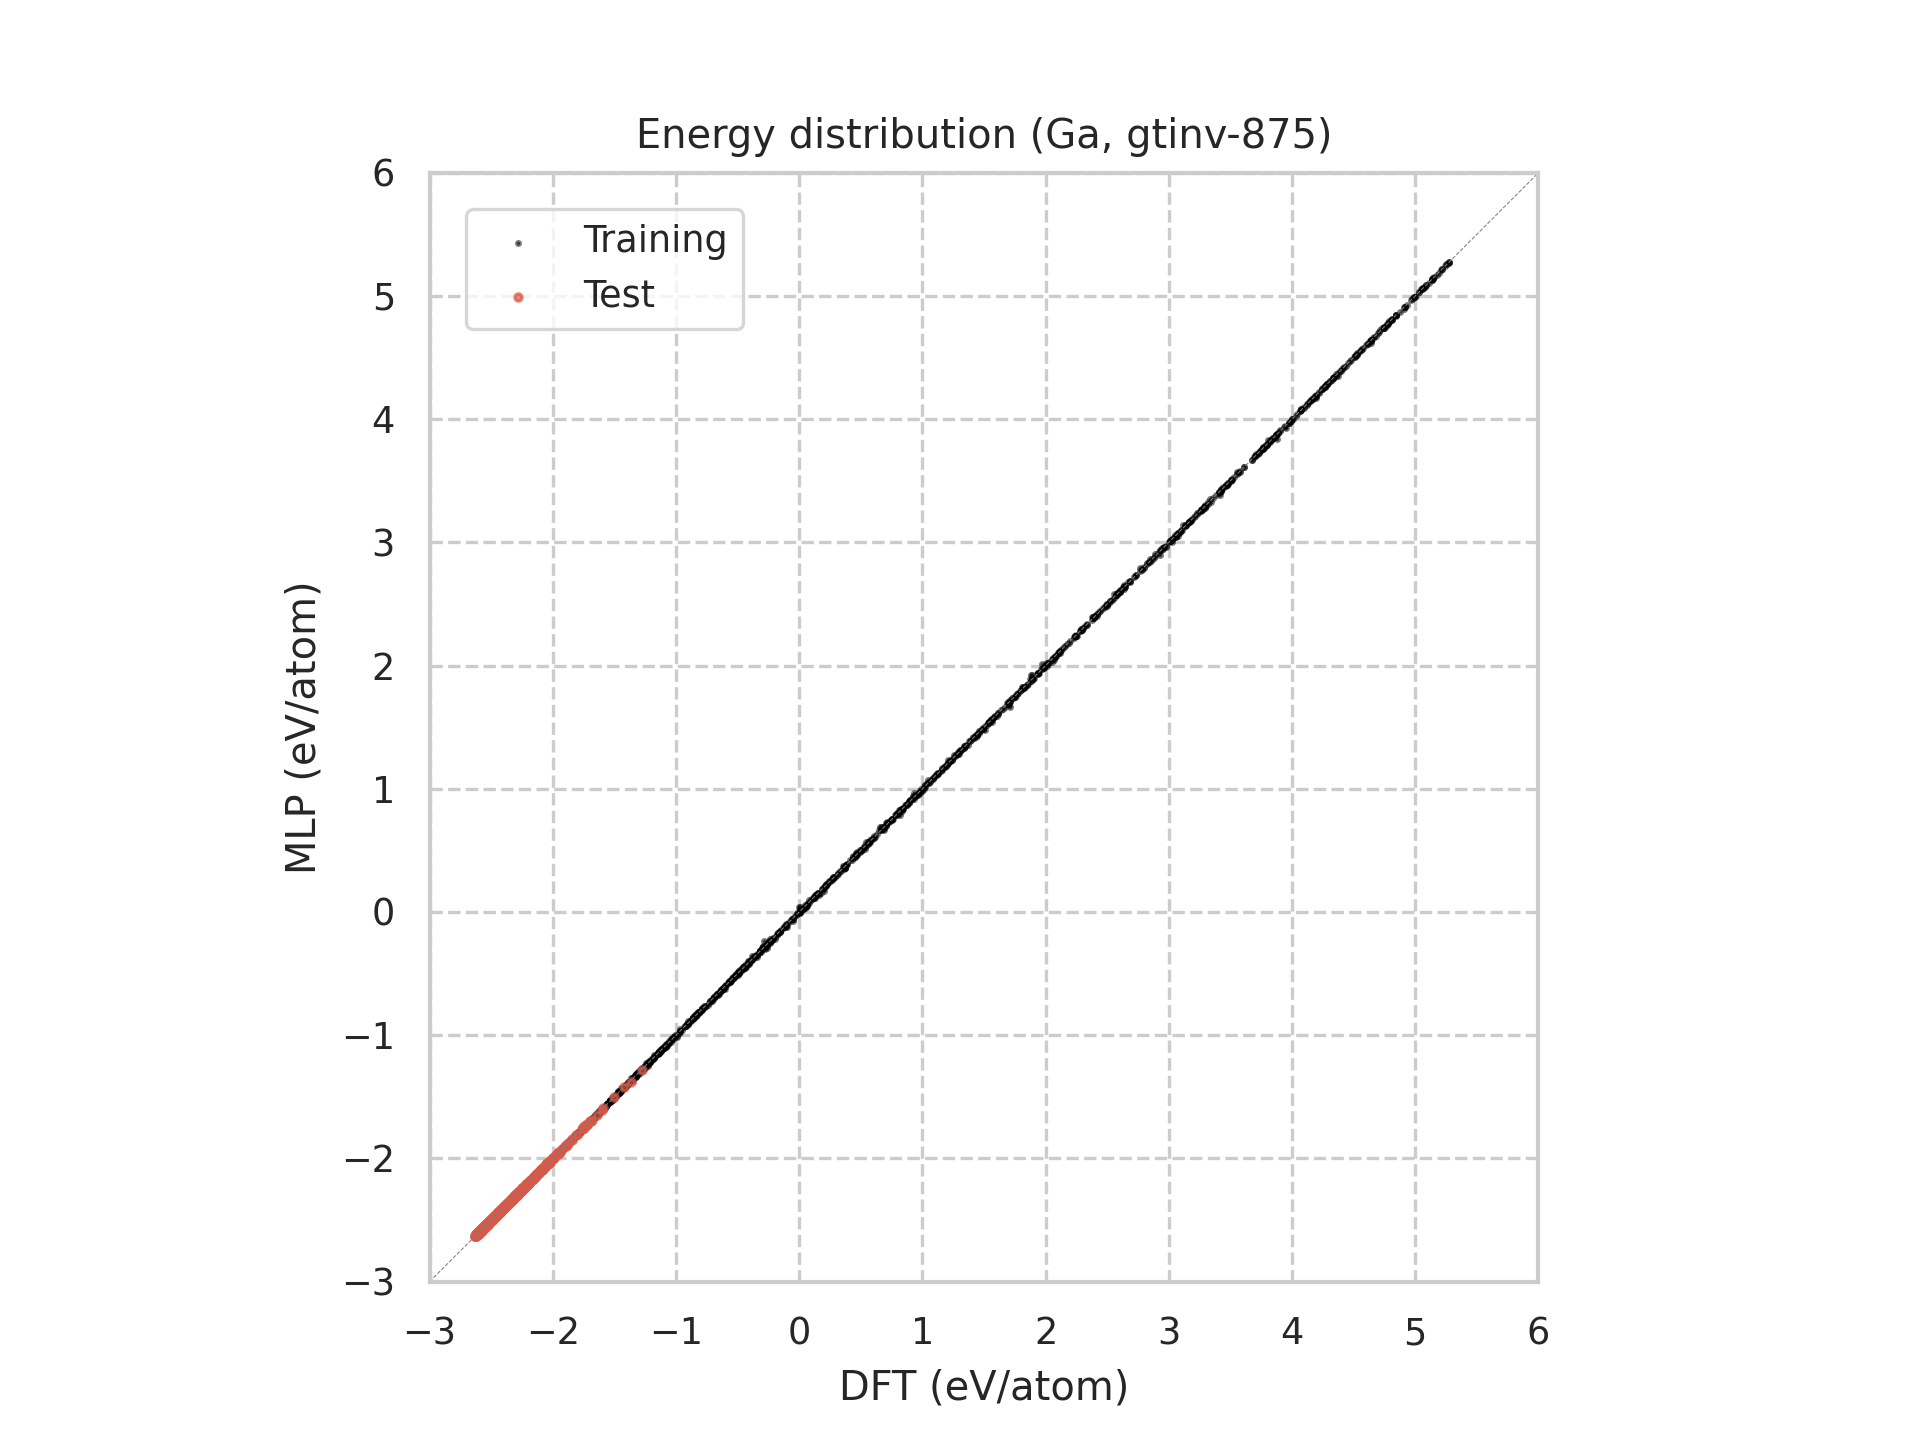 Energy distribution (Ga, gtinv-875)
Training
Test
6
5
4
3
2
1
0
−1
−2
−3
MLP (eV/atom)
−3 −2 −1 0 1 2 3 4 5 6
DFT (eV/atom)